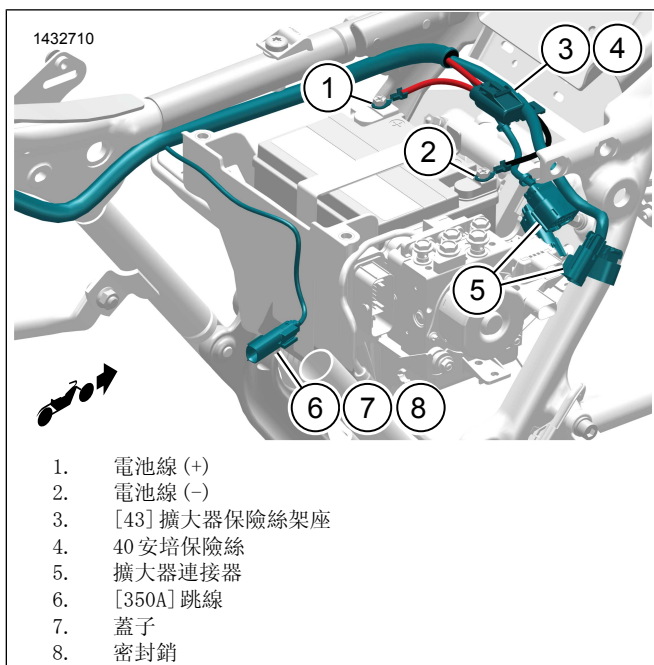 1432710
3 4
1
2
5
6 7 8
1. 電池線(+)
2. 電池線(-)
3. [43]擴大器保險絲架座
4. 40安培保險絲
5. 擴大器連接器
6. [350A]跳線
7. 蓋子
8. 密封銷